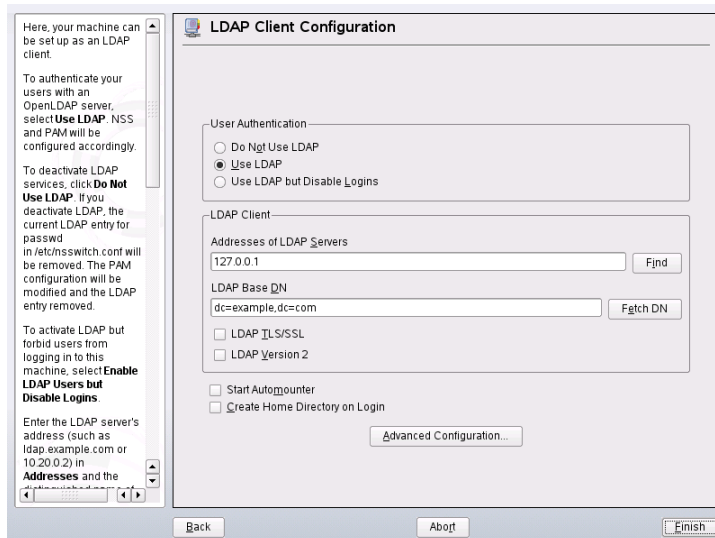 Here, your machine can
be set up as an LDAP
client.
To authenticate your
users with an
OpenLDAP server,
select Use LDAP. NSS
and PAM will be
configured accordingly.
To deactivate LDAP
services, click Do Not
Use LDAP. If you
deactivate LDAP, the
current LDAP entry for
passwd
in /etc/nsswitch.conf will
be removed. The PAM
configuration will be
modified and the LDAP
entry removed.
To activate LDAP but
forbid users from
logging in to this
machine, select Enable
LDAP Users but
Disable Logins.
Enter the LDAP server's
address (such as
ldap.example.com or
10.20.0.2) in
Addresses and the
LDAP Client Configuration
User Authentication
Do Not Use LDAP
Use LDAP
Use LDAP but Disable Logins
LDAP Client
Addresses of LDAP Servers
127.0.0.1
Find
LDAP Base DN
dc=example,dc=com
Fetch DN
LDAP TLS/SSL
LDAP Version 2
Start Automounter
Create Home Directory on Login
Advanced Configuration...
Back
Abort
Finish